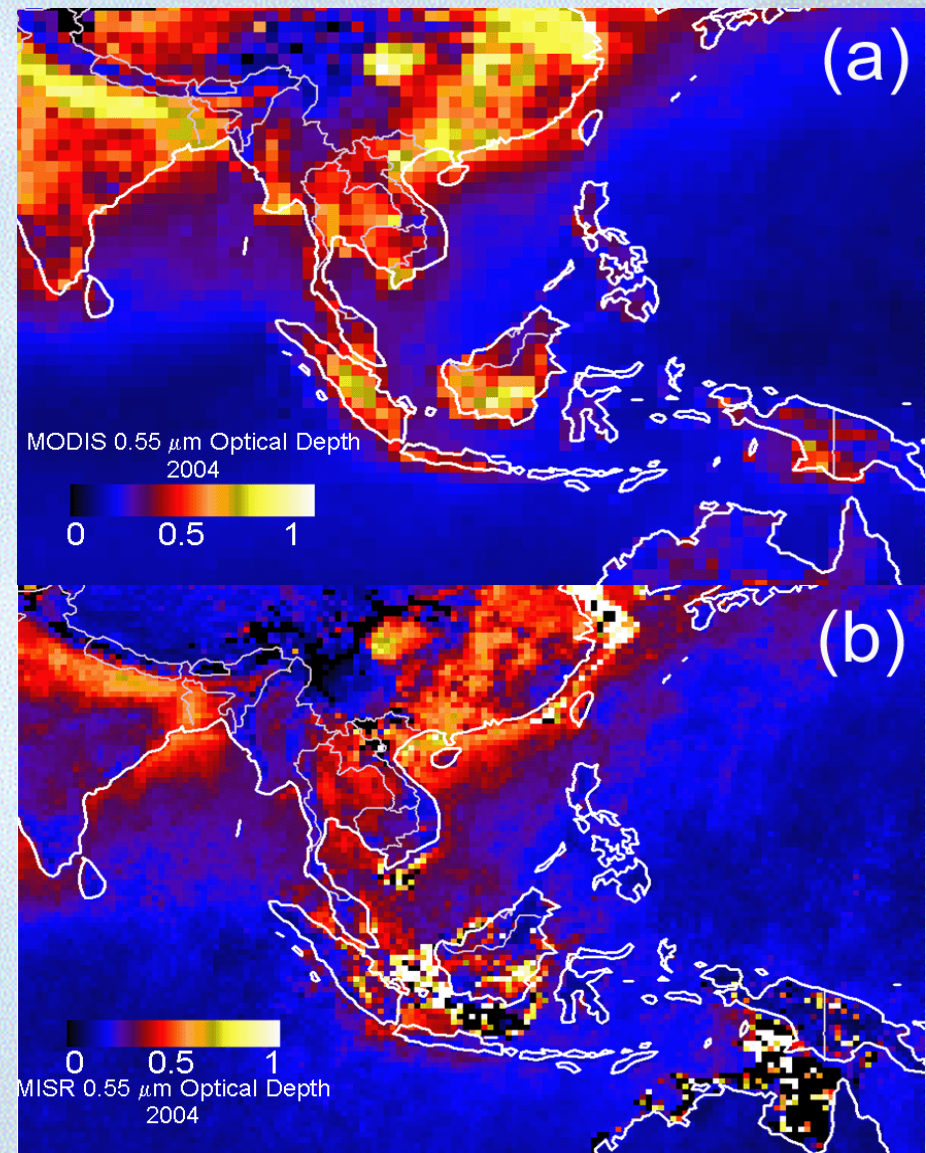 (a)
MODIS 0.55 μm Optical Depth
2004
0 0.5 1
(b)
0 0.5 1
MISR 0.55 μm Optical Depth
2004